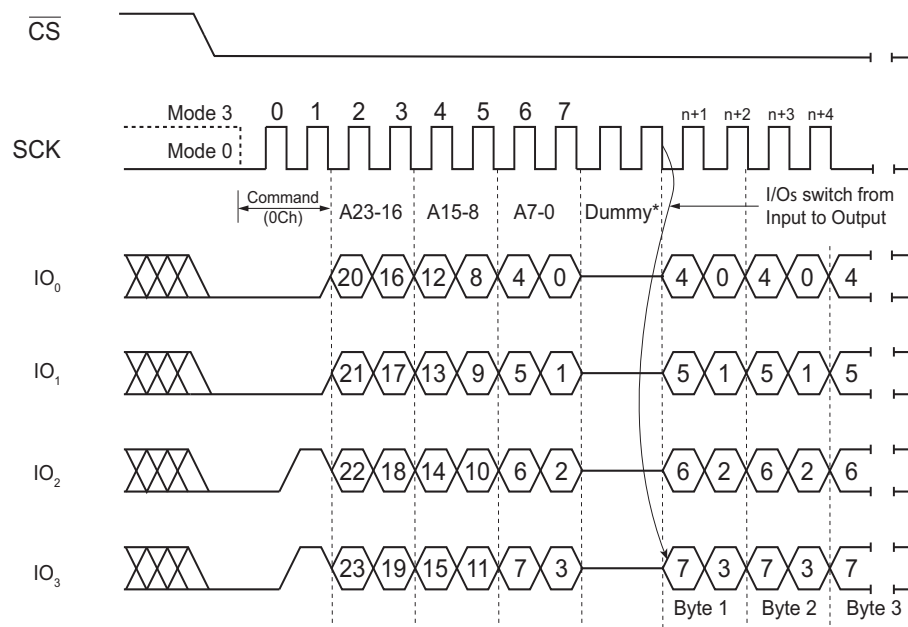 CS
Mode 3
0 1 2 3 4 5 6 7 n+1 n+2 n+3 n+4
SCK
Mode 0
Command
(0Ch)
A23-16 A15-8 A7-0 Dummy*
I/Os switch from
Input to Output
IO0 20 16 12 8 4 0 4 0 4 0 4
IO1 21 17 13 9 5 1 5 1 5 1 5
IO2 22 18 14 10 6 2 6 2 6 2 6
IO3 23 19 15 11 7 3 7 3 7 3 7
Byte 1 Byte 2 Byte 3